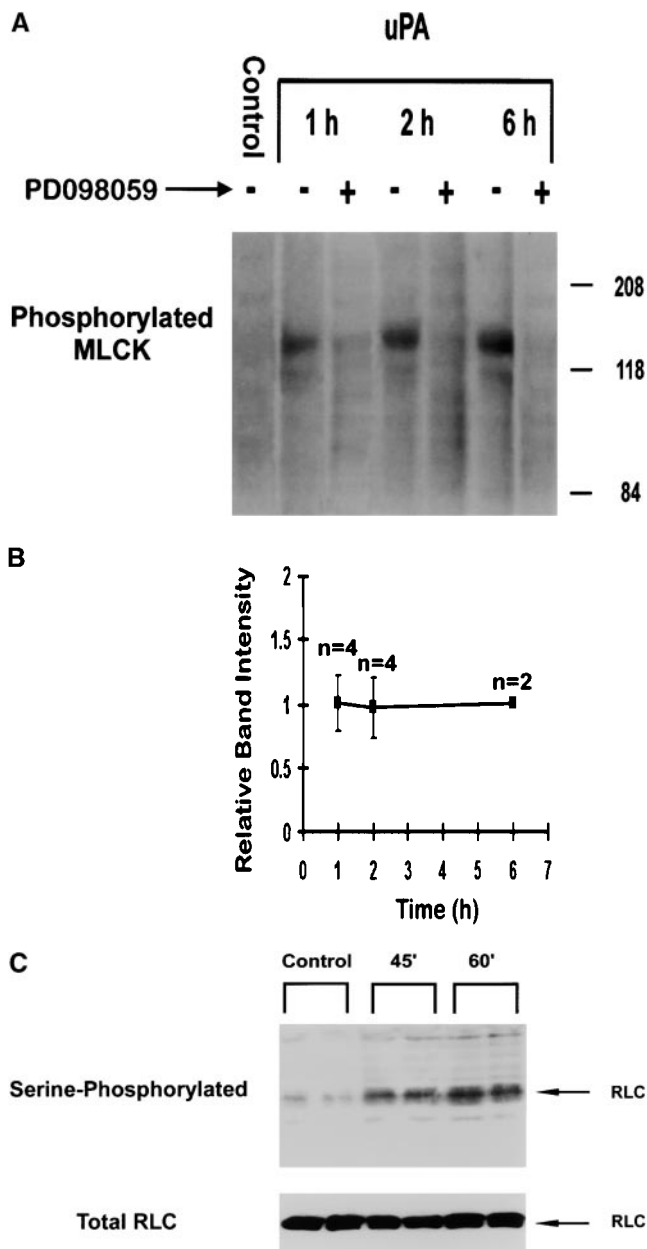 A
uPA
Control
1 h 2 h 6 h
PD098059 - - + - + - +
Phosphorylated
MLCK
208
118
84
B
Relative Band Intensity
2
1.5
1
0.5
0
n=4
n=4
n=2
0 1 2 3 4 5 6 7
Time (h)
C
Control 45' 60'
Serine-Phosphorylated RLC
Total RLC RLC